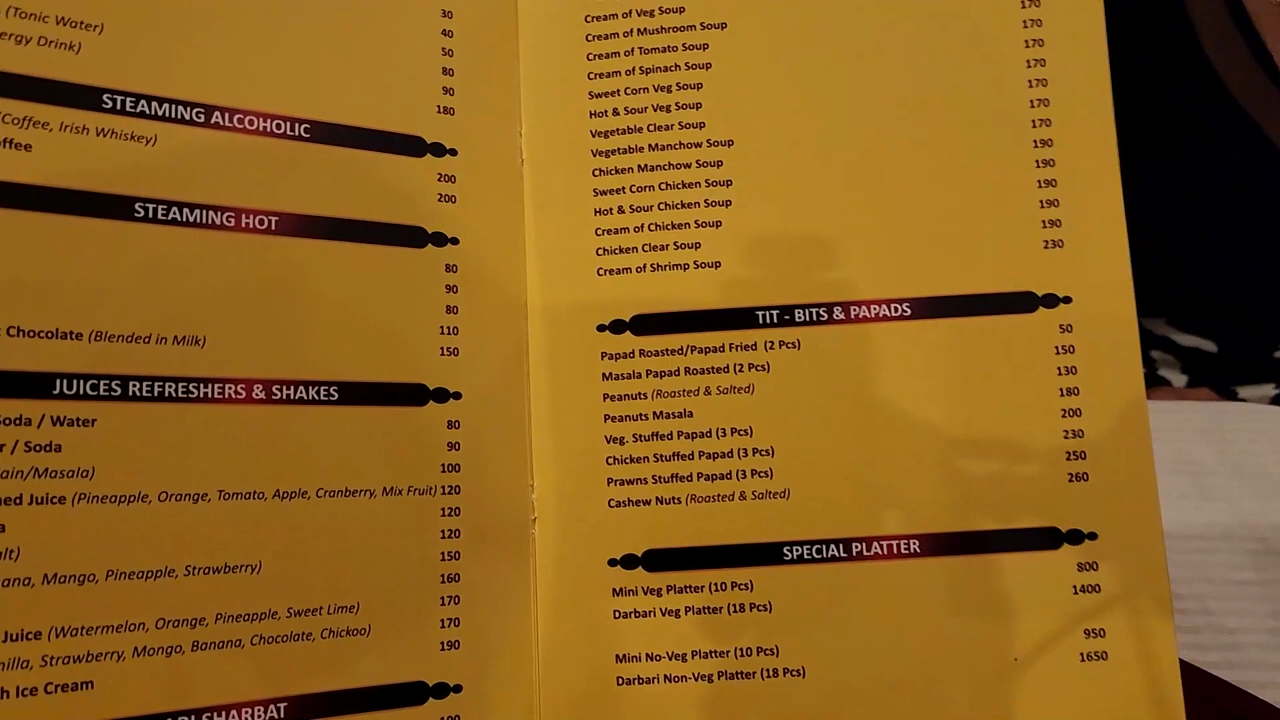 (Tonic Water) 30
ergy Drink) 40
50
80
90
180
STEAMING ALCOHOLIC
(Coffee, Irish Whiskey)
ffee
200
200
STEAMING HOT
80
90
80
110
Chocolate (Blended in Milk)
150
JUICES REFRESHERS & SHAKES
Soda / Water 80
r / Soda 90
ain/Masala) 100
ned Juice (Pineapple, Orange, Tomato, Apple, Cranberry, Mix Fruit) 120
a 120
alt) 120
ana, Mango, Pineapple, Strawberry) 150
160
Juice (Watermelon, Orange, Pineapple, Sweet Lime) 170
nilla, Strawberry, Mongo, Banana, Chocolate, Chickoo) 170
h Ice Cream 190
SHARBAT
100
Cream of Veg Soup 170
Cream of Mushroom Soup 170
Cream of Tomato Soup 170
Cream of Spinach Soup 170
Sweet Corn Veg Soup 170
Hot & Sour Veg Soup 170
Vegetable Clear Soup 170
Vegetable Manchow Soup 190
Chicken Manchow Soup 190
Sweet Corn Chicken Soup 190
Hot & Sour Chicken Soup 190
Cream of Chicken Soup 190
Chicken Clear Soup 230
Cream of Shrimp Soup
TIT - BITS & PAPADS
Papad Roasted/Papad Fried (2 Pcs) 50
Masala Papad Roasted (2 Pcs) 150
Peanuts (Roasted & Salted) 130
Peanuts Masala 180
Veg. Stuffed Papad (3 Pcs) 200
Chicken Stuffed Papad (3 Pcs) 230
Prawns Stuffed Papad (3 Pcs) 250
Cashew Nuts (Roasted & Salted) 260
SPECIAL PLATTER
Mini Veg Platter (10 Pcs) 800
Darbari Veg Platter (18 Pcs) 1400
Mini No-Veg Platter (10 Pcs) 950
Darbari Non-Veg Platter (18 Pcs) 1650